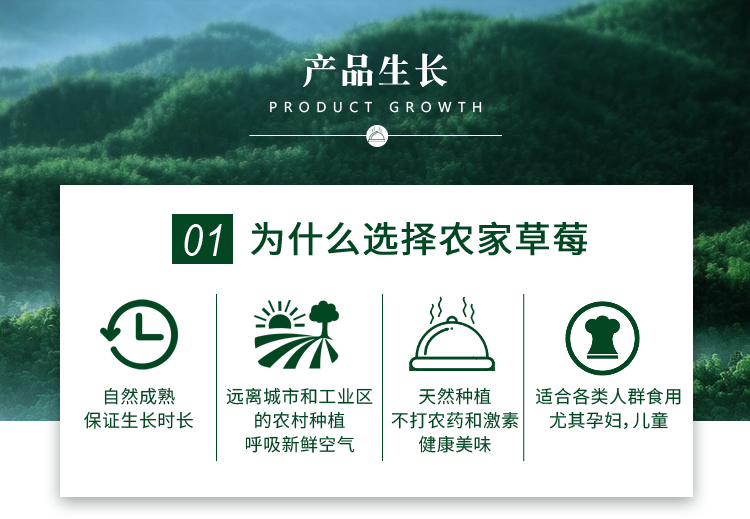 产品生长
PRODUCT GROWTH
01 为什么选择农家草莓
自然成熟
保证生长时长
远离城市和工业区
的农村种植
呼吸新鲜空气
天然种植
不打农药和激素
健康美味
适合各类人群食用
尤其孕妇,儿童